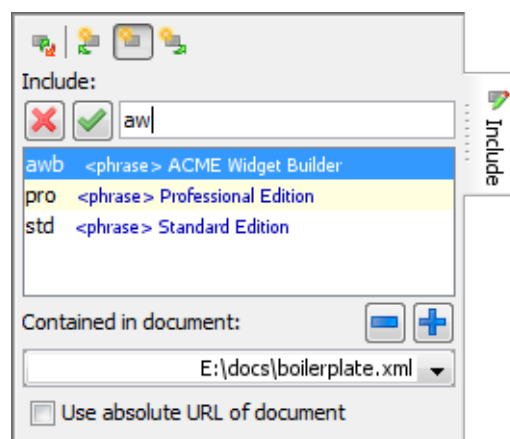 Include:
aw
awb <phrase> ACME Widget Builder
pro <phrase> Professional Edition
std <phrase> Standard Edition
Contained in document:
E:\docs\boilerplate.xml
Use absolute URL of document
Include